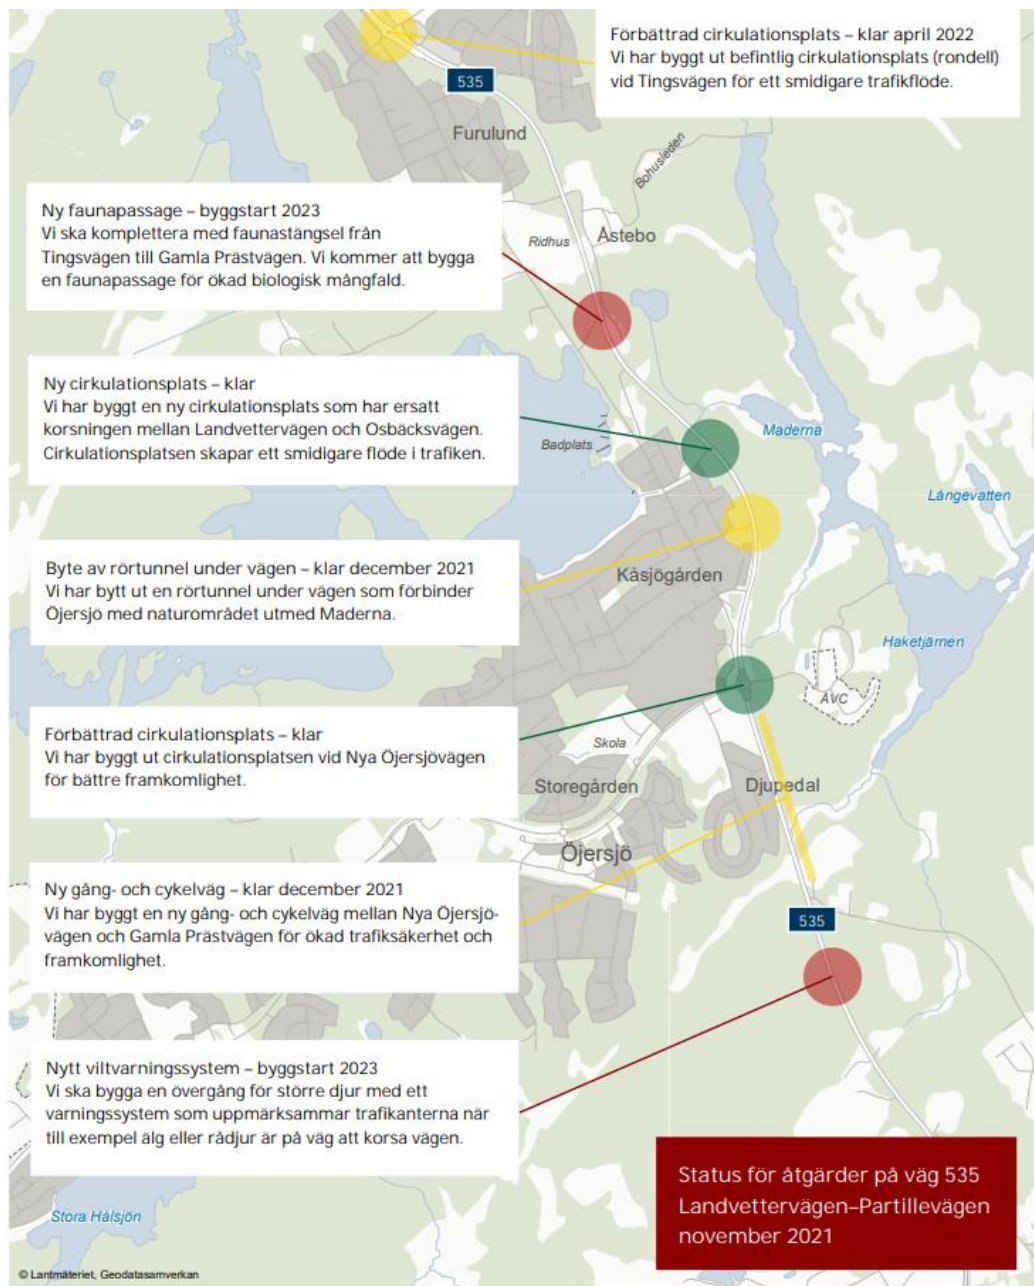 Förbättrad cirkulationsplats – klar april 2022
Vi har byggt ut befintlig cirkulationsplats (rondell)
vid Tingsvägen för ett smidigare trafikflöde.
535
Furulund
Bohusleden
Ny faunapassage – byggstart 2023
Vi ska komplettera med faunastängsel från
Tingsvägen till Gamla Prästvägen. Vi kommer att bygga
en faunapassage för ökad biologisk mångfald.
Ridhus
Åstebo
Ny cirkulationsplats – klar
Vi har byggt en ny cirkulationsplats som har ersatt
korsningen mellan Landvettervägen och Osbäcksvägen.
Cirkulationsplatsen skapar ett smidigare flöde i trafiken.
Badplats
Maderna
Långevatten
Byte av rörtunnel under vägen – klar december 2021
Vi har bytt ut en rörtunnel under vägen som förbinder
Öjersjö med naturområdet utmed Maderna.
Kåsjögården
Haketjärnen
ÅVC
Förbättrad cirkulationsplats – klar
Vi har byggt ut cirkulationsplatsen vid Nya Öjersjövägen
för bättre framkomlighet.
Skola
Storegården
Djupedal
Öjersjö
Ny gång- och cykelväg – klar december 2021
Vi har byggt en ny gång- och cykelväg mellan Nya Öjersjö-
vägen och Gamla Prästvägen för ökad trafiksäkerhet och
framkomlighet.
535
Nytt viltvarningssystem – byggstart 2023
Vi ska bygga en övergång för större djur med ett
varningssystem som uppmärksammar trafikanterna när
till exempel älg eller rådjur är på väg att korsa vägen.
Status för åtgärder på väg 535
Landvettervägen–Partillevägen
november 2021
Stora Hålsjön
© Lantmäteriet, Geodatasamverkan